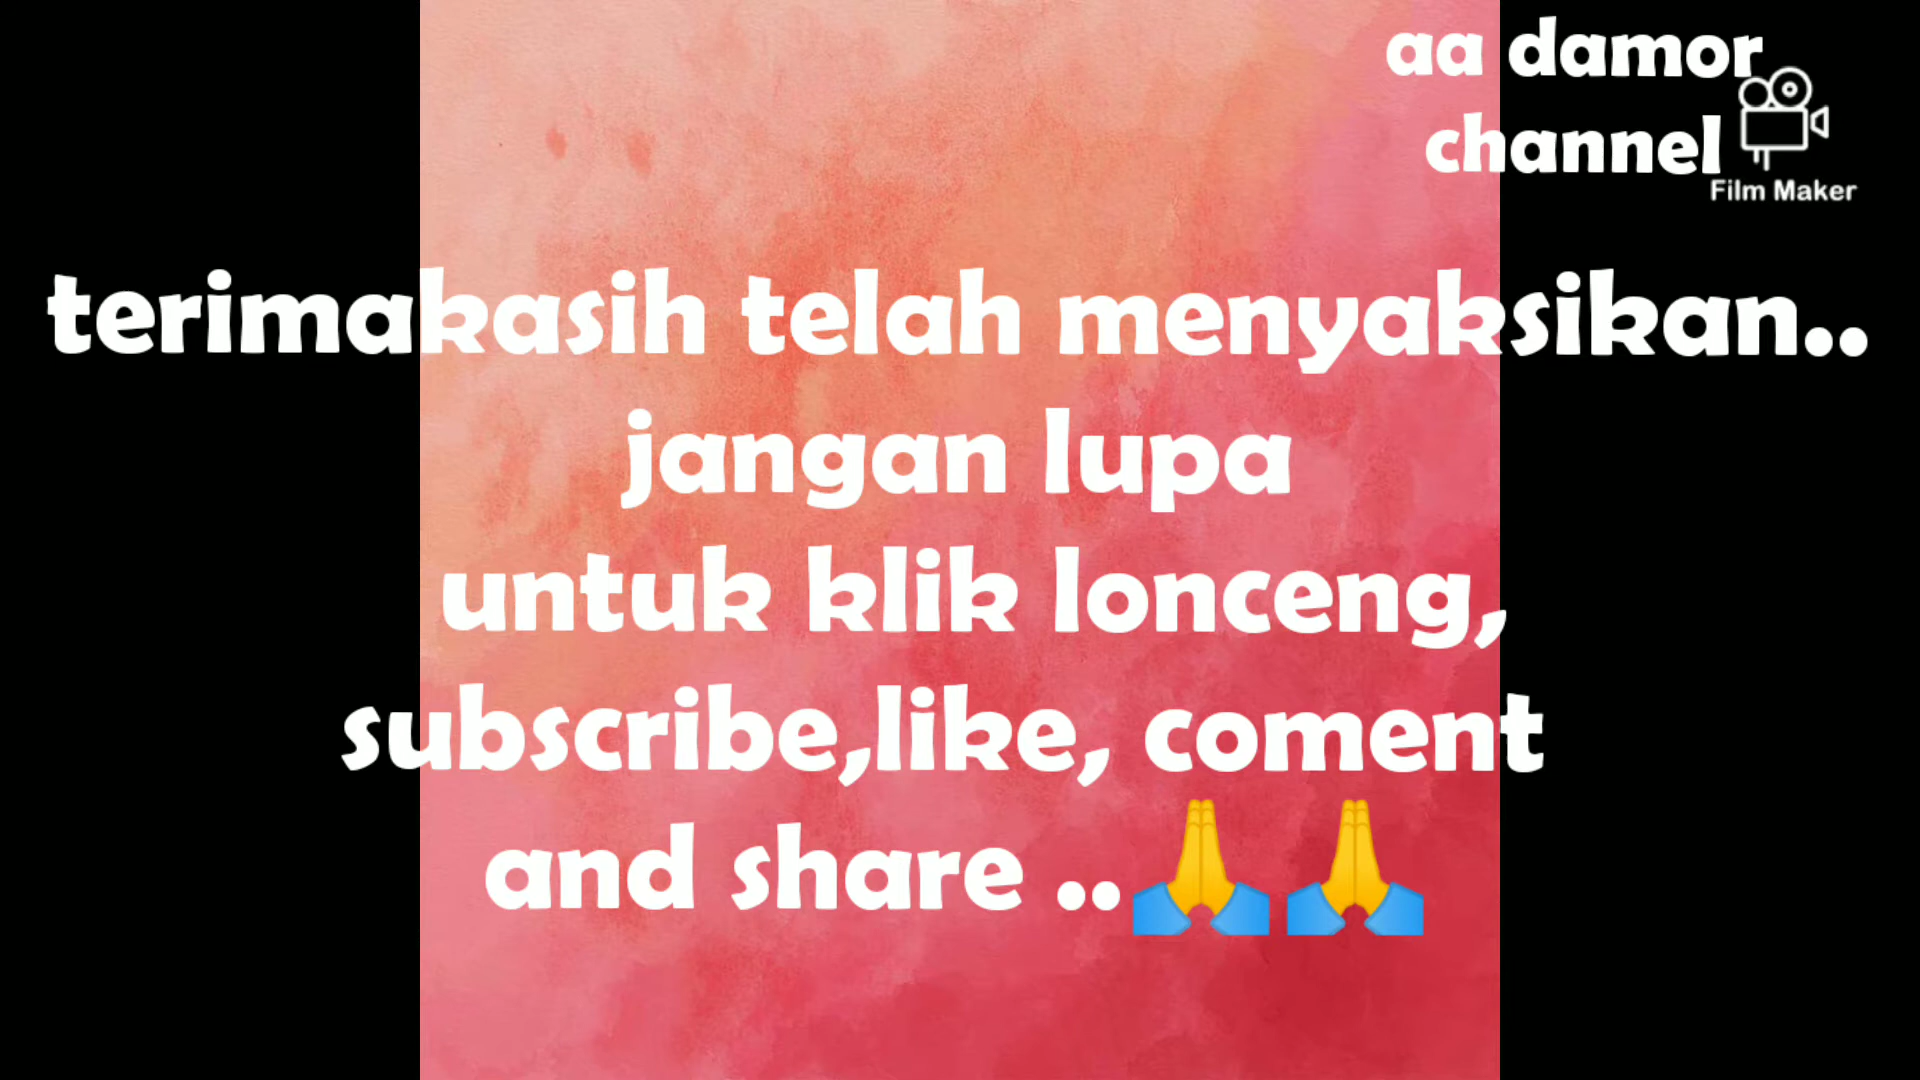 aa damor
channel
Film Maker
terimakasih telah menyaksikan..
jangan lupa
untuk klik lonceng,
subscribe,like, coment
and share ..🙏🙏